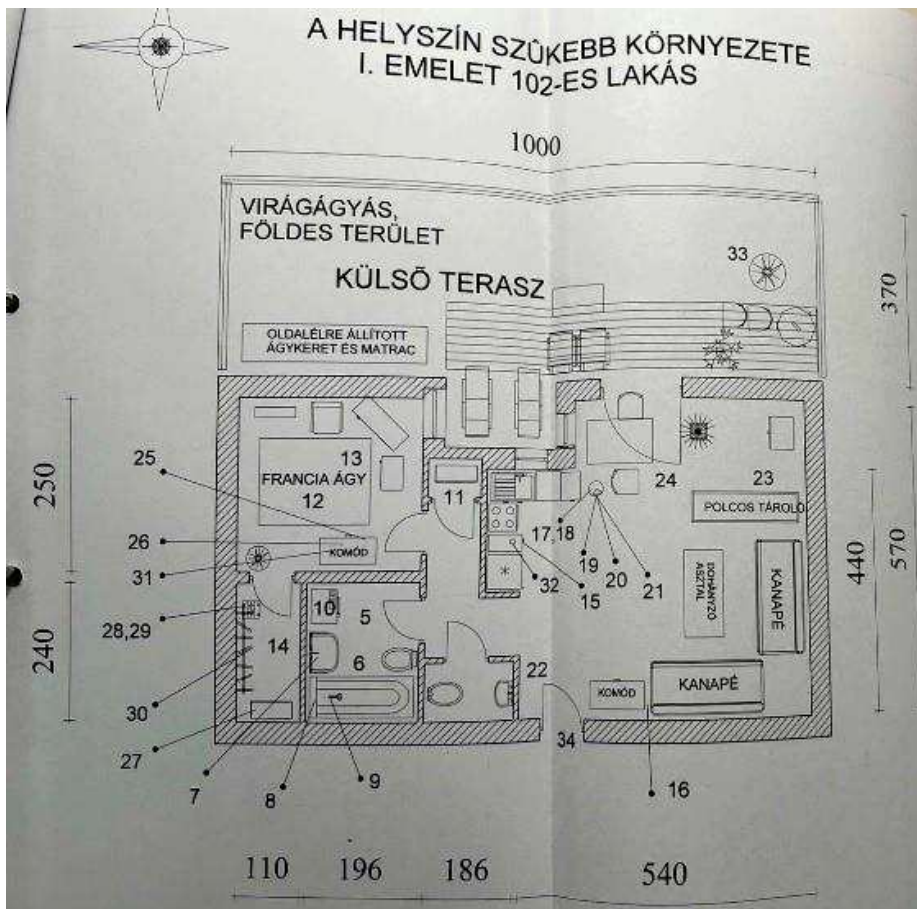 A HELYSZÍN SZÛKEBB KÖRNYEZETE
I. EMELET 102-ES LAKÁS
1000
VIRÁGÁGYÁS,
FÖLDES TERÜLET
KÜLSÕ TERASZ
33
370
OLDALÉLRE ÁLLÍTOTT
ÁGYKERET ÉS MATRAC
25
13
FRANCIA ÁGY
12
11
24
23
POLCOS TÁROLÓ
17,18
250
26
31
KOMÓD
19
20
21
32
15
DOHÁNYZÓ
ASZTAL
KANAPÉ
440
570
28,29
10
5
14
6
240
22
KOMÓD
KANAPÉ
30
27
34
7
8
9
16
110
196
186
540